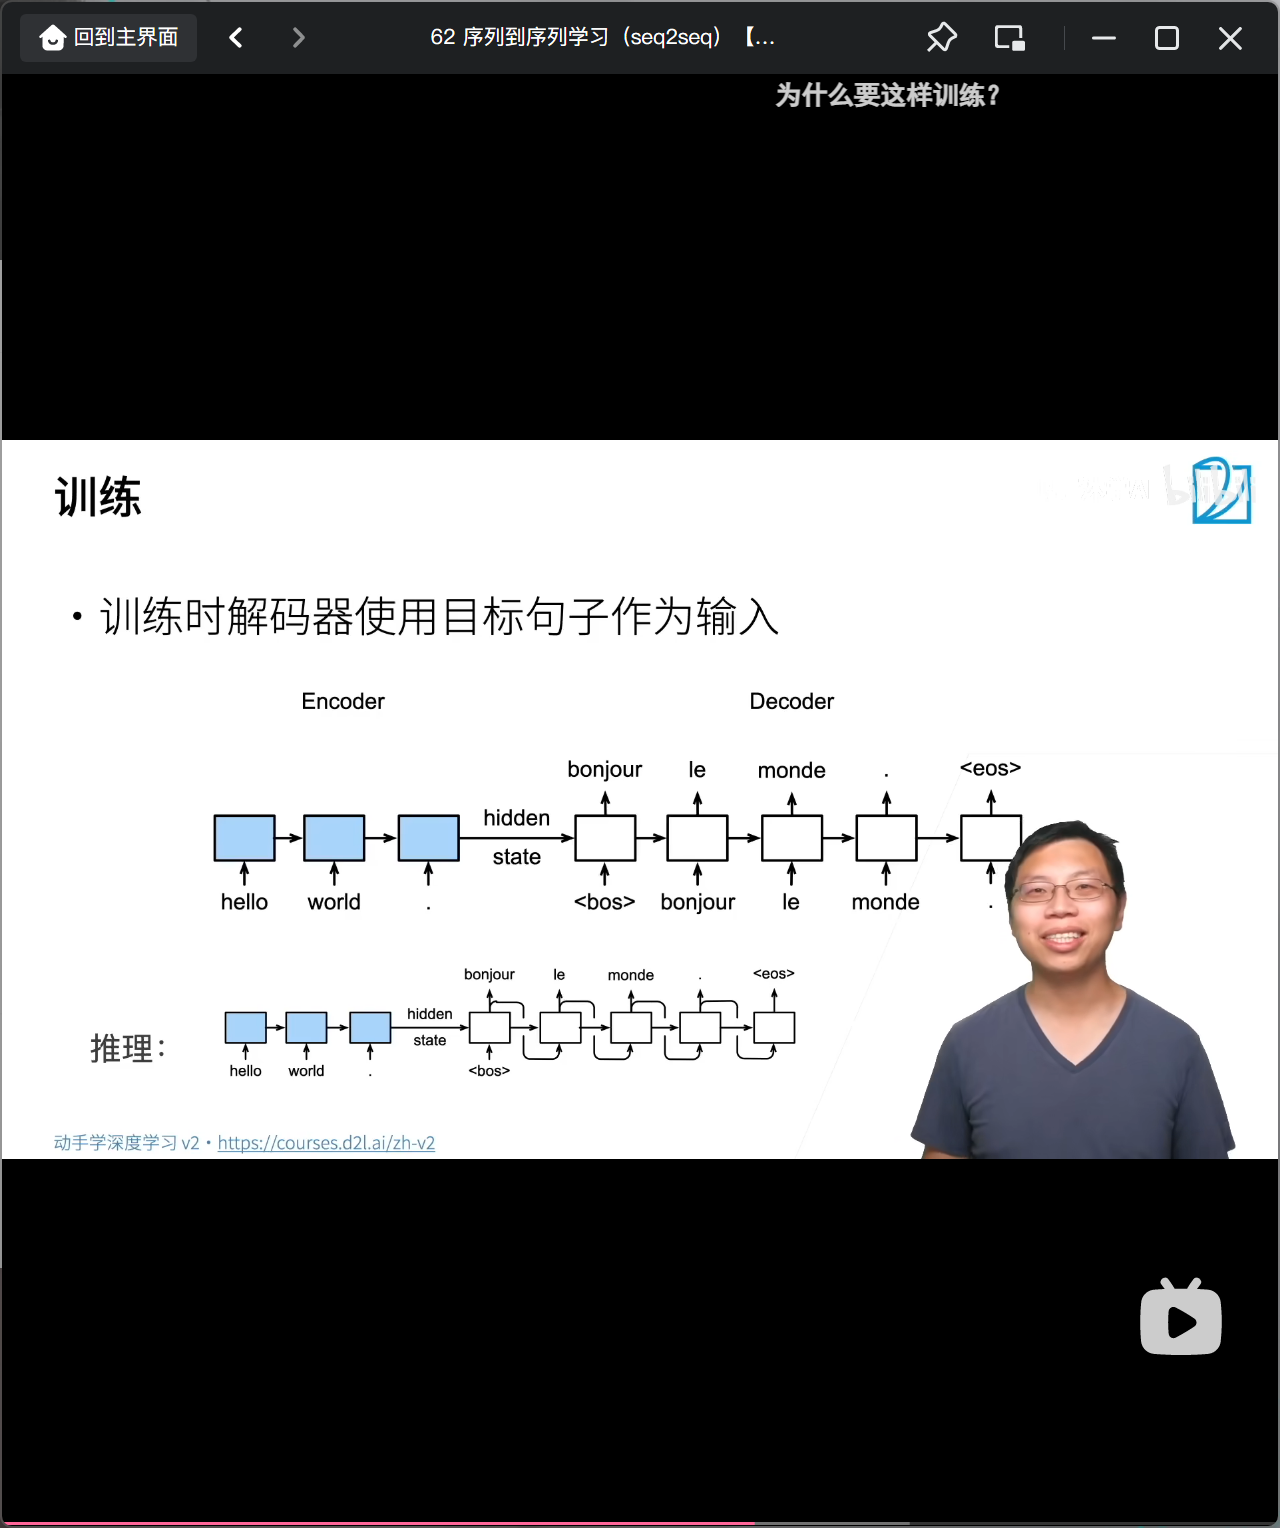 回到主界面
62 序列到序列学习（seq2seq）【...
为什么要这样训练？
训练
• 训练时解码器使用目标句子作为输入
Encoder Decoder
bonjour le monde . <eos>
hidden
state
hello world . <bos> bonjour le monde .
bonjour le monde . <eos>
推理：
hidden
state
hello world . <bos>
动手学深度学习 v2 • https://courses.d2l.ai/zh-v2